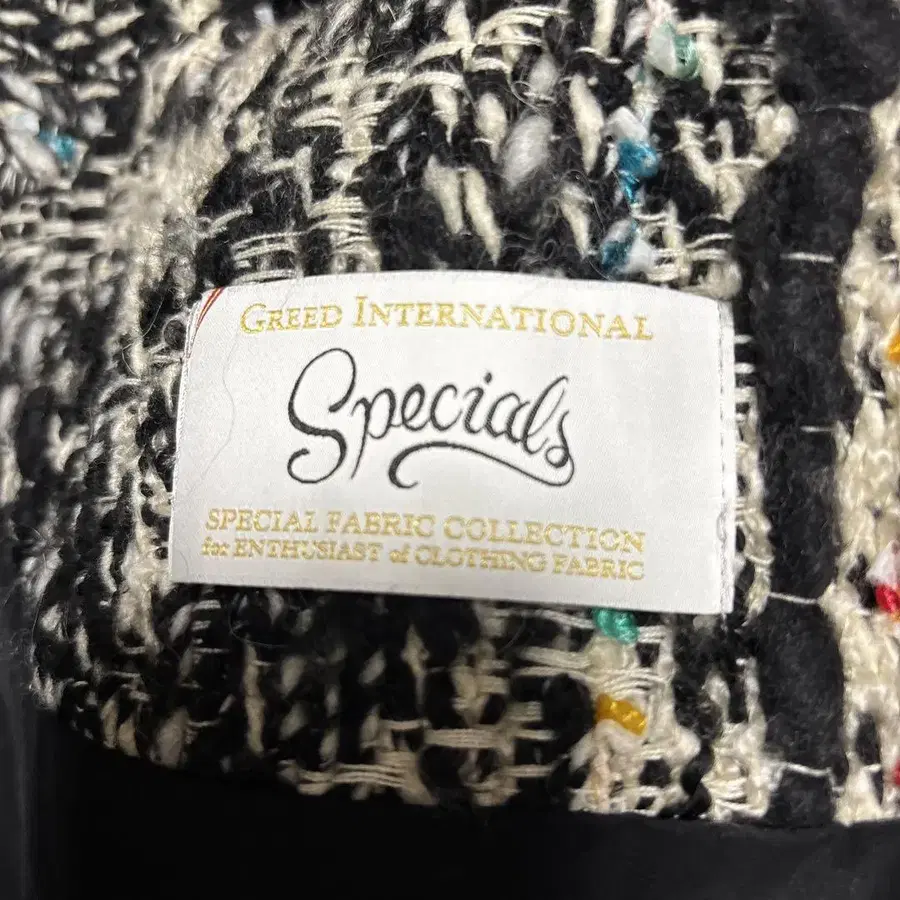 GREED INTERNATIONAL
Specials
SPECIAL FABRIC COLLECTION
for ENTHUSIAST of CLOTHING FABRIC